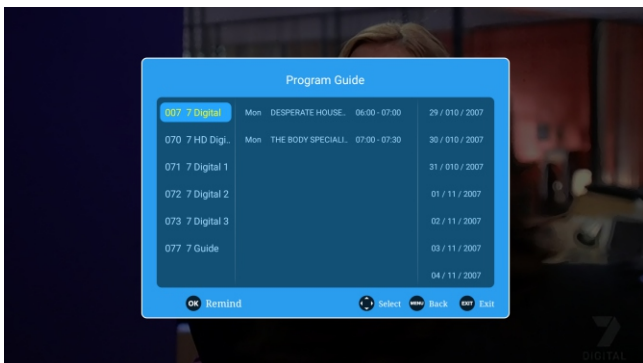 Program Guide
007 7 Digital Mon DESPERATE HOUSE.. 06:00 - 07:00 29 / 010 / 2007
070 7 HD Digi.. Mon THE BODY SPECIALI.. 07:00 - 07:30 30 / 010 / 2007
071 7 Digital 1 31 / 010 / 2007
072 7 Digital 2 01 / 11 / 2007
073 7 Digital 3 02 / 11 / 2007
077 7 Guide 03 / 11 / 2007
04 / 11 / 2007
OK Remind Select MENU Back EXIT Exit
7
DIGITAL